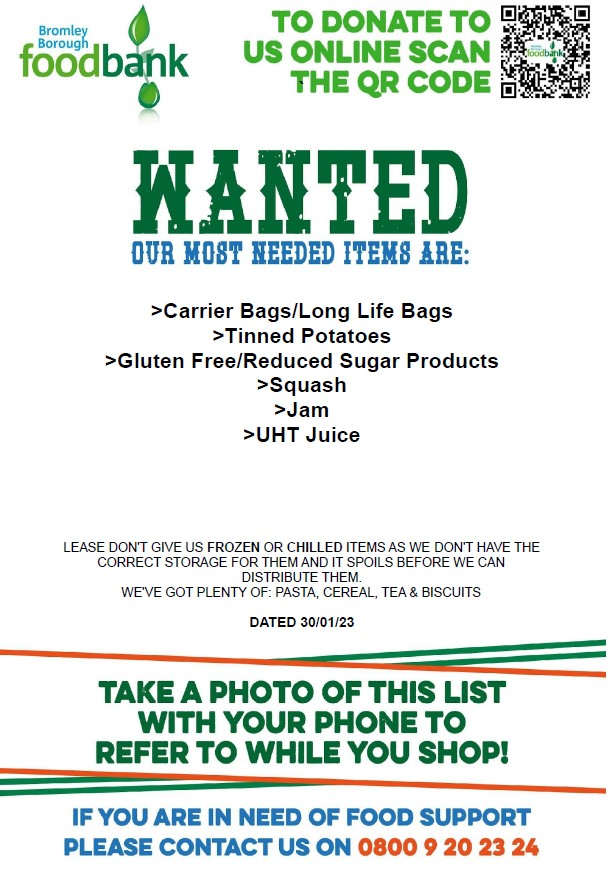 Bromley
Borough
foodbank
TO DONATE TO
US ONLINE SCAN
THE QR CODE
Bromley
Borough
foodbank
WANTED
OUR MOST NEEDED ITEMS ARE:
>Carrier Bags/Long Life Bags
>Tinned Potatoes
>Gluten Free/Reduced Sugar Products
>Squash
>Jam
>UHT Juice
LEASE DON'T GIVE US FROZEN OR CHILLED ITEMS AS WE DON'T HAVE THE
CORRECT STORAGE FOR THEM AND IT SPOILS BEFORE WE CAN
DISTRIBUTE THEM.
WE'VE GOT PLENTY OF: PASTA, CEREAL, TEA & BISCUITS
DATED 30/01/23
TAKE A PHOTO OF THIS LIST
WITH YOUR PHONE TO
REFER TO WHILE YOU SHOP!
IF YOU ARE IN NEED OF FOOD SUPPORT
PLEASE CONTACT US ON 0800 9 20 23 24